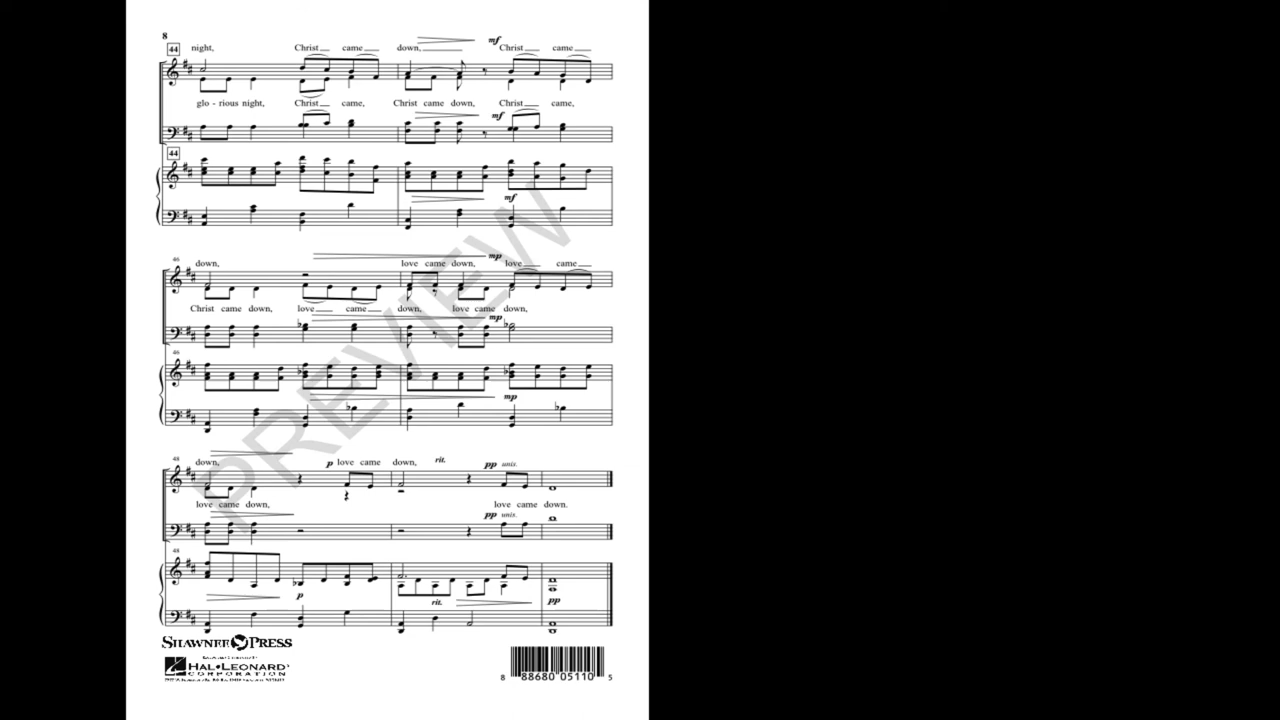 8
44 night, Christ came down, mf Christ came
glo - rious night, Christ came, Christ came down, Christ came,
mf
44
mf
46 down, love came down, mp love came
Christ came down, love came down, love came down,
mp
46
mp
48 down, p love came down, rit. pp unis.
love came down, love came down.
pp unis.
48
p rit. pp
PREVIEW
SHAWNEE PRESS
HAL•LEONARD®
CORPORATION
8 88680 05110 5